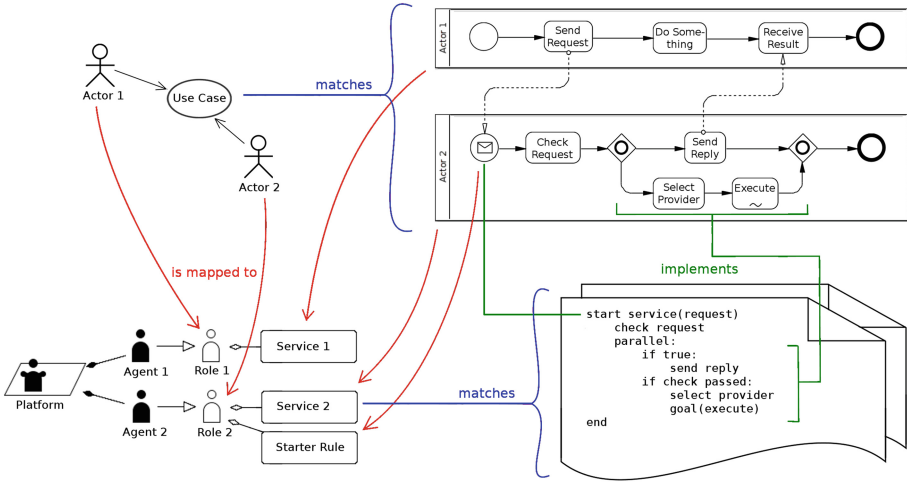 Actor 1
Use Case
Actor 2
matches
is mapped to
Actor 1
Send
Request
Do Some-
thing
Receive
Result
Actor 2
Check
Request
Send
Reply
Select
Provider
Execute
implements
Platform
Agent 1
Role 1
Service 1
Agent 2
Role 2
Service 2
Starter Rule
matches
start service(request)
check request
parallel:
if true:
send reply
if check passed:
select provider
goal(execute)
end